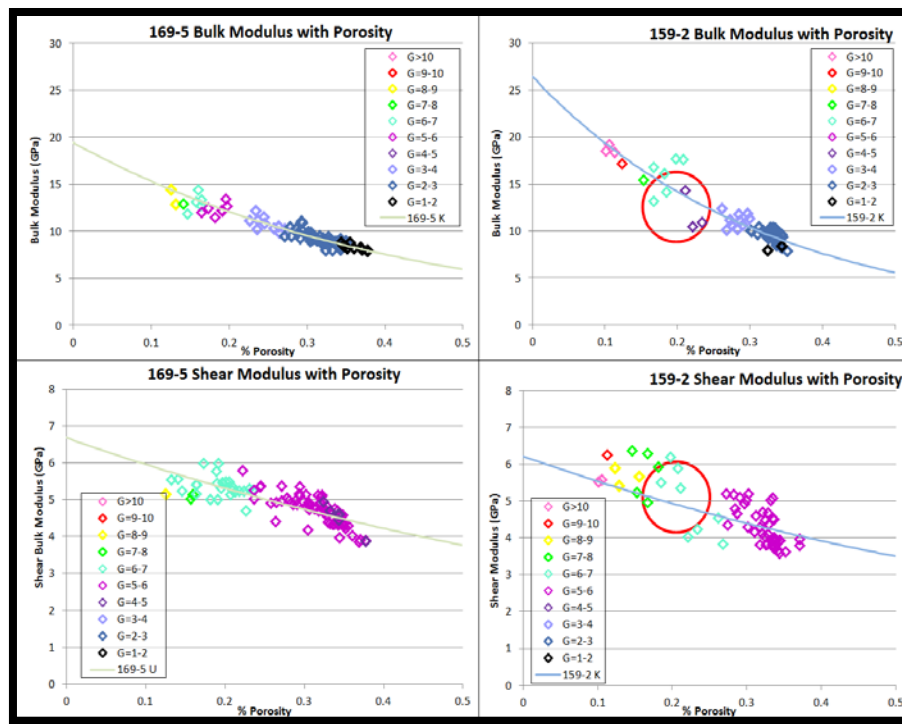 169-5 Bulk Modulus with Porosity
30
25
20
15
10
5
0
Bulk Modulus (GPa)
G>10
G=9-10
G=8-9
G=7-8
G=6-7
G=5-6
G=4-5
G=3-4
G=2-3
G=1-2
169-5 K
0 0.1 0.2 0.3 0.4 0.5
% Porosity
159-2 Bulk Modulus with Porosity
30
25
20
15
10
5
0
Bulk Modulus (GPa)
G>10
G=9-10
G=8-9
G=7-8
G=6-7
G=5-6
G=4-5
G=3-4
G=2-3
G=1-2
159-2 K
0 0.1 0.2 0.3 0.4 0.5
% Porosity
169-5 Shear Modulus with Porosity
8
7
6
5
4
3
2
1
0
Shear Bulk Modulus (GPa)
G>10
G=9-10
G=8-9
G=7-8
G=6-7
G=5-6
G=4-5
G=3-4
G=2-3
G=1-2
169-5 U
0 0.1 0.2 0.3 0.4 0.5
% Porosity
159-2 Shear Modulus with Porosity
8
7
6
5
4
3
2
1
0
Shear Modulus (GPa)
G>10
G=9-10
G=8-9
G=7-8
G=6-7
G=5-6
G=4-5
G=3-4
G=2-3
G=1-2
159-2 K
0 0.1 0.2 0.3 0.4 0.5
% Porosity